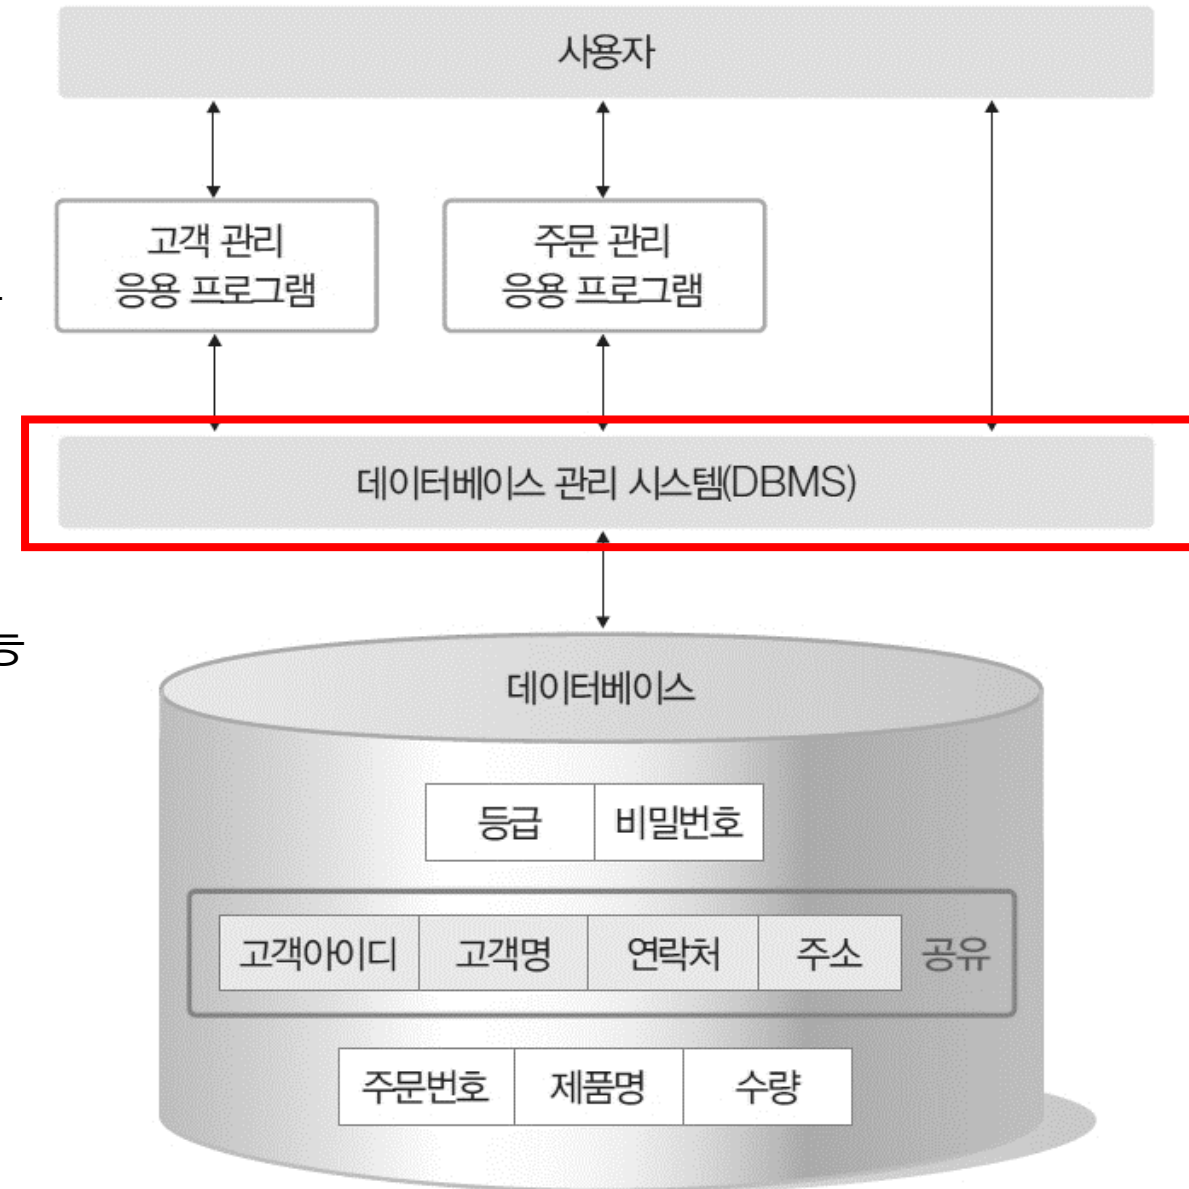 사용자
고객 관리
응용 프로그램
주문 관리
응용 프로그램
데이터베이스 관리 시스템(DBMS)
등
데이터베이스
등급 비밀번호
고객아이디 고객명 연락처 주소 공유
주문번호 제품명 수량